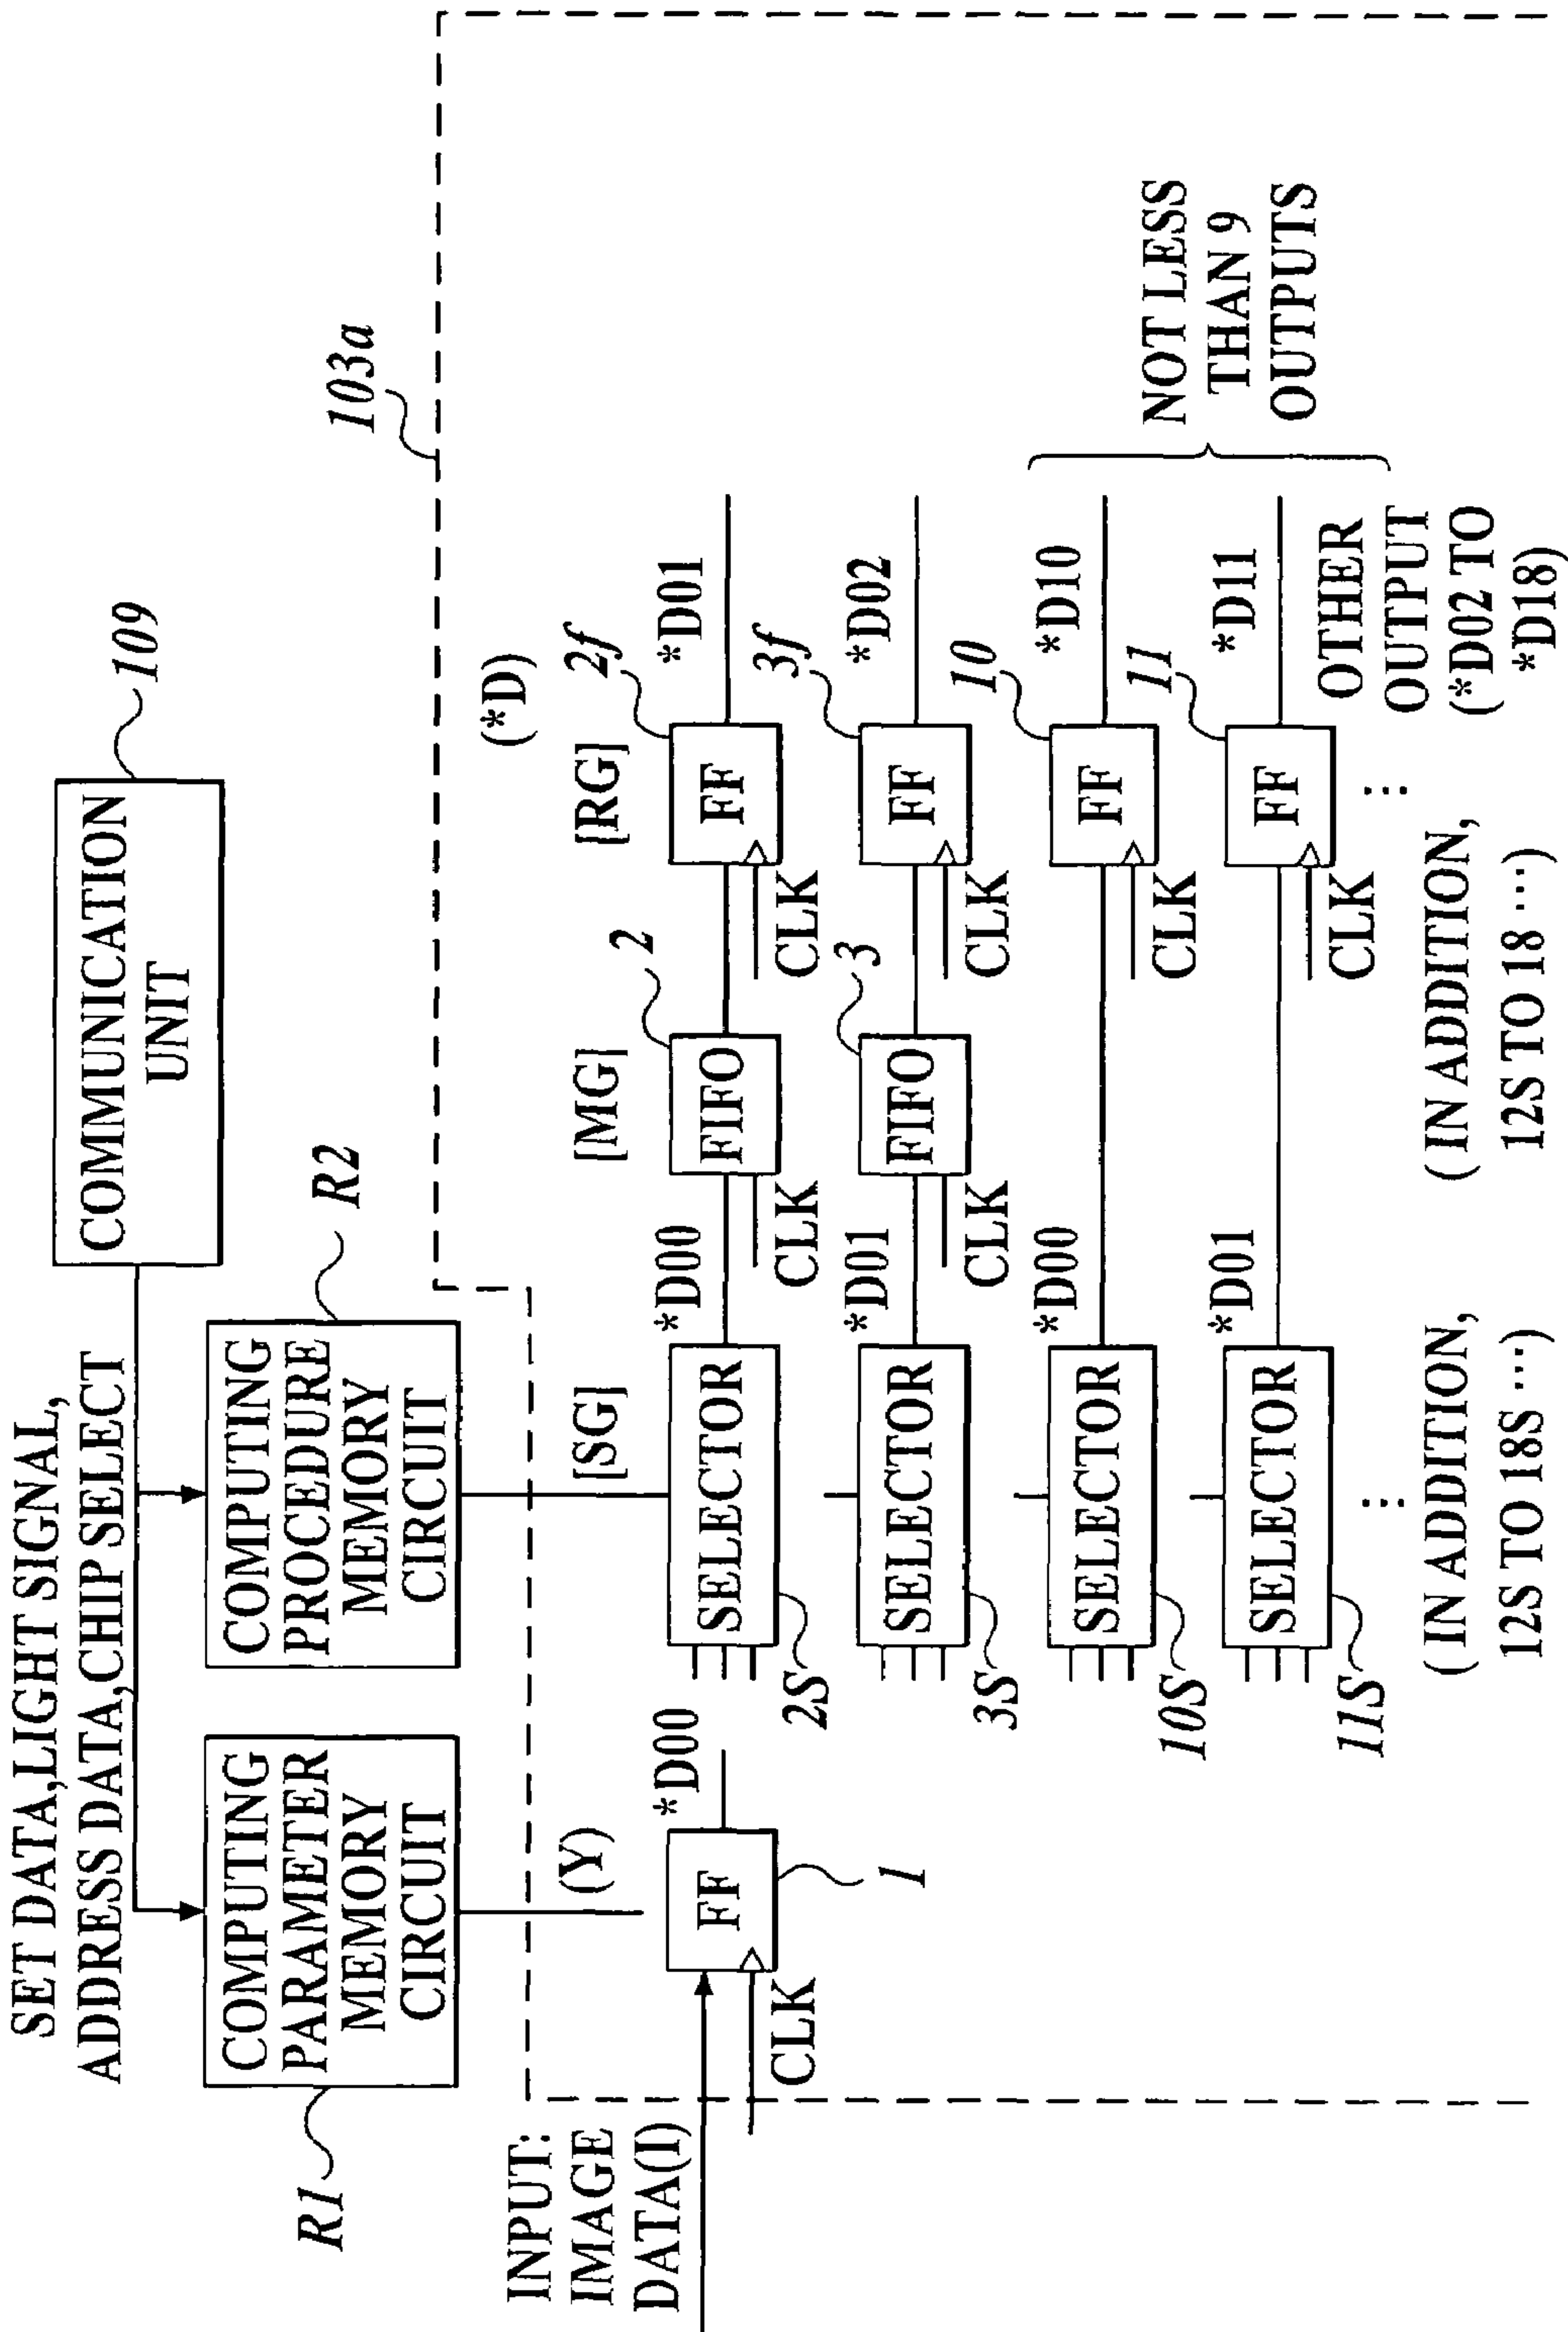 SET DATA,LIGHT SIGNAL,
ADDRESS DATA,CHIP SELECT
COMMUNICATION
UNIT
109
R1
COMPUTING
PARAMETER
MEMORY
CIRCUIT
COMPUTING
PROCEDURE
MEMORY
CIRCUIT
R2
103a
INPUT:
IMAGE
DATA(I)
(Y)
[SG]
[MG]
[RG]
(*D)
FF
CLK
1
*D00
SELECTOR
2S
*D00
FIFO
2
CLK
FF
2f
CLK
*D01
SELECTOR
3S
*D01
FIFO
3
CLK
FF
3f
CLK
*D02
SELECTOR
10S
*D00
FF
10
CLK
*D10
SELECTOR
11S
*D01
FF
11
CLK
*D11
NOT LESS
THAN 9
OUTPUTS
⋮
(IN ADDITION,
12S TO 18S ⋯)
⋮
(IN ADDITION,
12S TO 18 ⋯)
OTHER
OUTPUT
(*D02 TO
*D18)